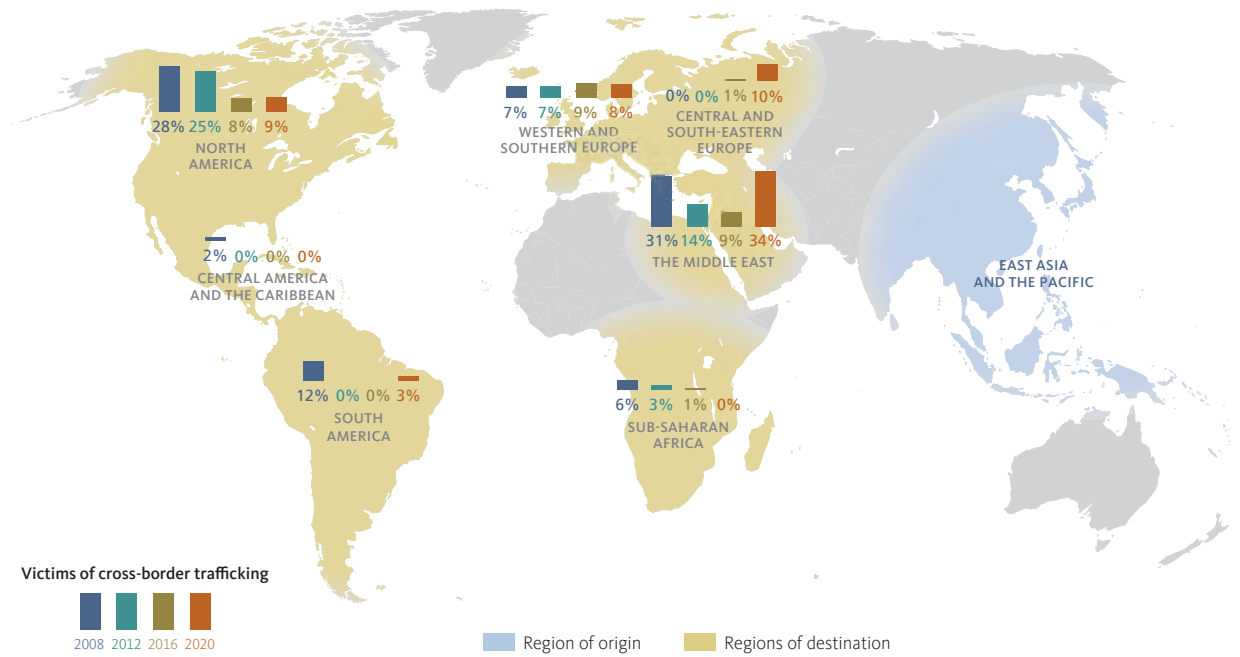 28% 25% 8% 9%
NORTH
AMERICA
7% 7% 9% 8%
WESTERN AND
SOUTHERN EUROPE
0% 0% 1% 10%
CENTRAL AND
SOUTH-EASTERN
EUROPE
31% 14% 9% 34%
THE MIDDLE EAST
2% 0% 0% 0%
CENTRAL AMERICA
AND THE CARIBBEAN
EAST ASIA
AND THE PACIFIC
12% 0% 0% 3%
SOUTH
AMERICA
6% 3% 1% 0%
SUB-SAHARAN
AFRICA
Victims of cross-border trafficking
2008 2012 2016 2020
Region of origin
Regions of destination